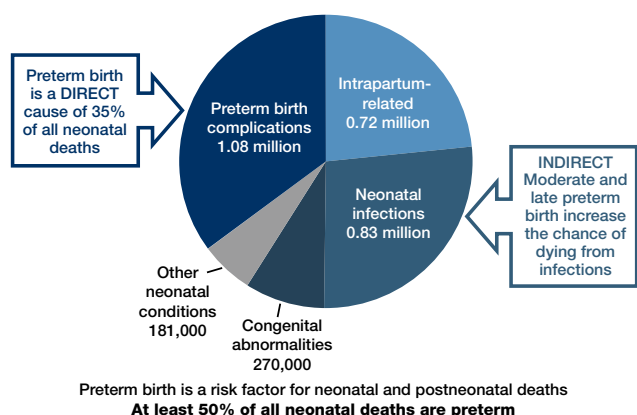 Preterm birth
is a DIRECT
cause of 35%
of all neonatal
deaths
Preterm birth
complications
1.08 million
Intrapartum-
related
0.72 million
Neonatal
infections
0.83 million
INDIRECT
Moderate and
late preterm
birth increase
the chance of
dying from
infections
Other
neonatal
conditions
181,000
Congenital
abnormalities
270,000
Preterm birth is a risk factor for neonatal and postneonatal deaths
At least 50% of all neonatal deaths are preterm